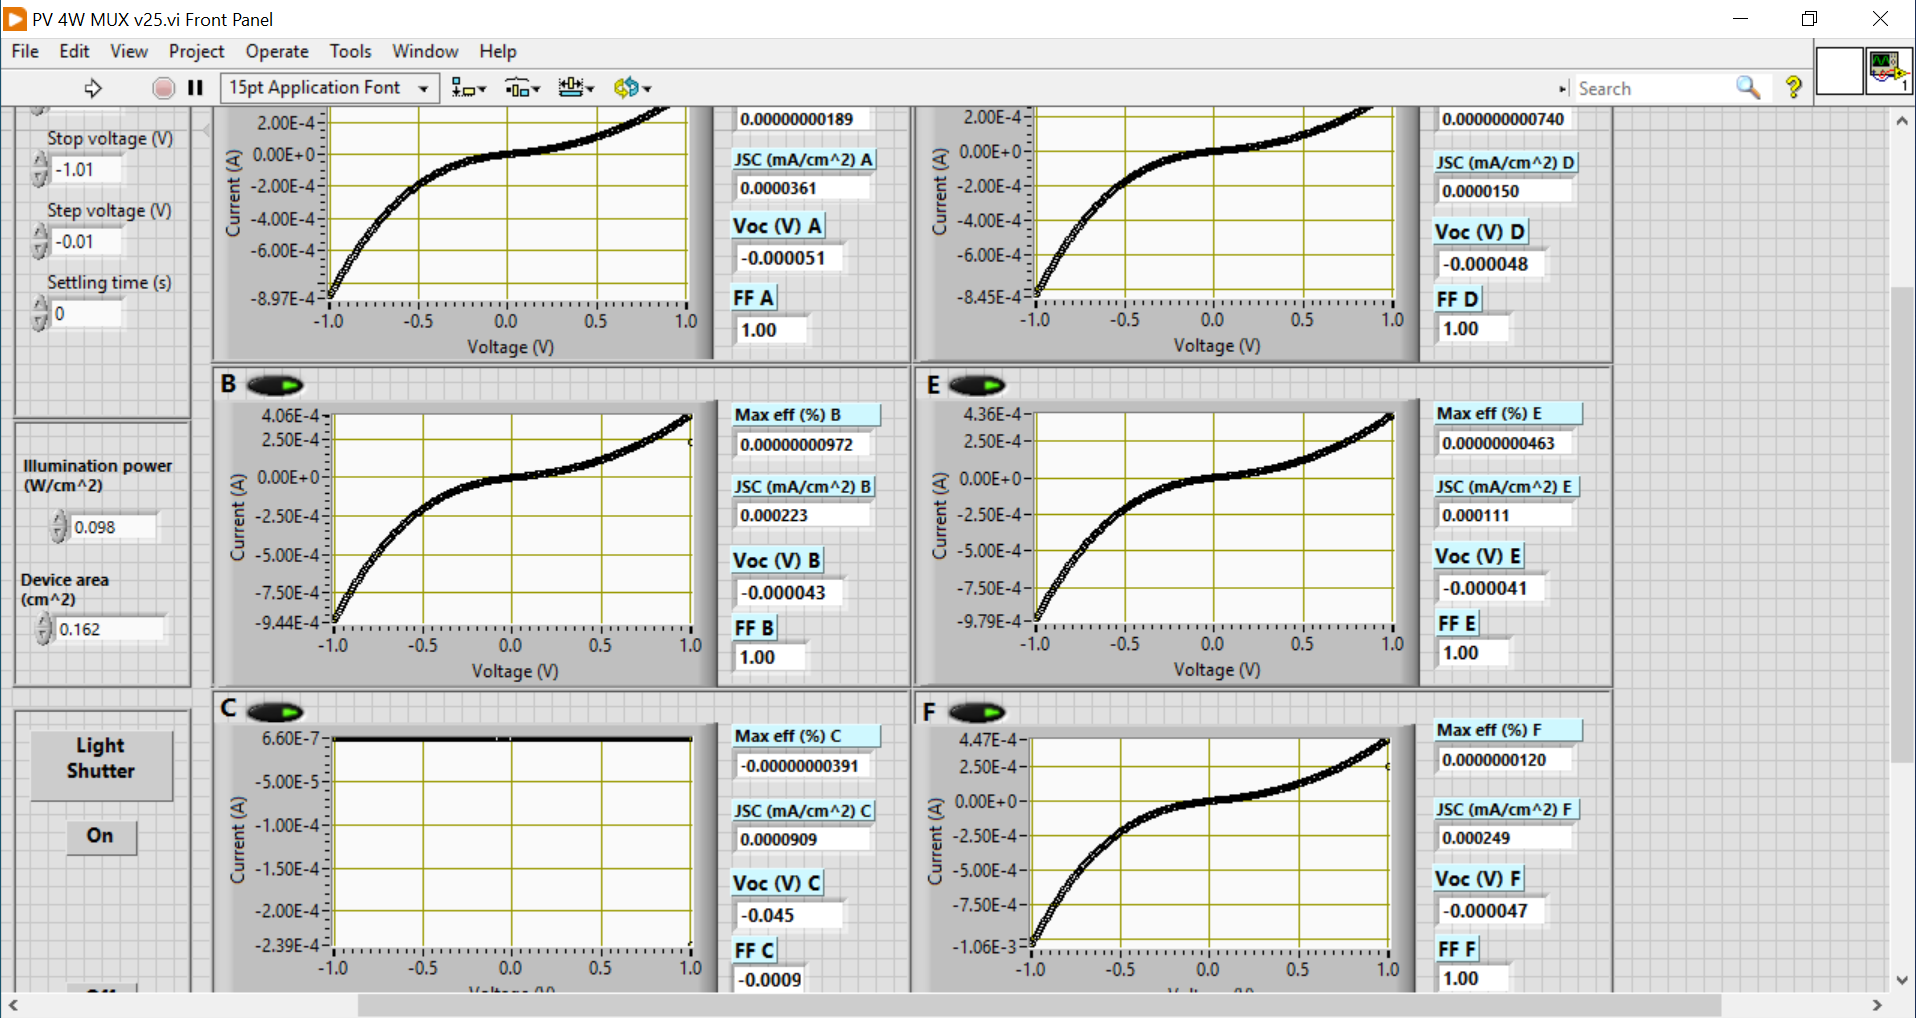 PV 4W MUX v25.vi Front Panel
File Edit View Project Operate Tools Window Help
15pt Application Font
Search
1
Stop voltage (V)
-1.01
Step voltage (V)
-0.01
Settling time (s)
0
Illumination power
(W/cm^2)
0.098
Device area
(cm^2)
0.162
Light
Shutter
On
Current (A)
2.00E-4
0.00E+0
-2.00E-4
-4.00E-4
-6.00E-4
-8.97E-4
-1.0 -0.5 0.0 0.5 1.0
Voltage (V)
0.00000000189
JSC (mA/cm^2) A
0.0000361
Voc (V) A
-0.000051
FF A
1.00
Current (A)
2.00E-4
0.00E+0
-2.00E-4
-4.00E-4
-6.00E-4
-8.45E-4
-1.0 -0.5 0.0 0.5 1.0
Voltage (V)
0.000000000740
JSC (mA/cm^2) D
0.0000150
Voc (V) D
-0.000048
FF D
1.00
B
Current (A)
4.06E-4
2.50E-4
0.00E+0
-2.50E-4
-5.00E-4
-7.50E-4
-9.44E-4
-1.0 -0.5 0.0 0.5 1.0
Voltage (V)
Max eff (%) B
0.00000000972
JSC (mA/cm^2) B
0.000223
Voc (V) B
-0.000043
FF B
1.00
E
Current (A)
4.36E-4
2.50E-4
0.00E+0
-2.50E-4
-5.00E-4
-7.50E-4
-9.79E-4
-1.0 -0.5 0.0 0.5 1.0
Voltage (V)
Max eff (%) E
0.00000000463
JSC (mA/cm^2) E
0.000111
Voc (V) E
-0.000041
FF E
1.00
C
Current (A)
6.60E-7
-5.00E-5
-1.00E-4
-1.50E-4
-2.00E-4
-2.39E-4
-1.0 -0.5 0.0 0.5 1.0
Max eff (%) C
-0.00000000391
JSC (mA/cm^2) C
0.0000909
Voc (V) C
-0.045
FF C
-0.0009
F
Current (A)
4.47E-4
2.50E-4
0.00E+0
-2.50E-4
-5.00E-4
-7.50E-4
-1.06E-3
-1.0 -0.5 0.0 0.5 1.0
Max eff (%) F
0.0000000120
JSC (mA/cm^2) F
0.000249
Voc (V) F
-0.000047
FF F
1.00